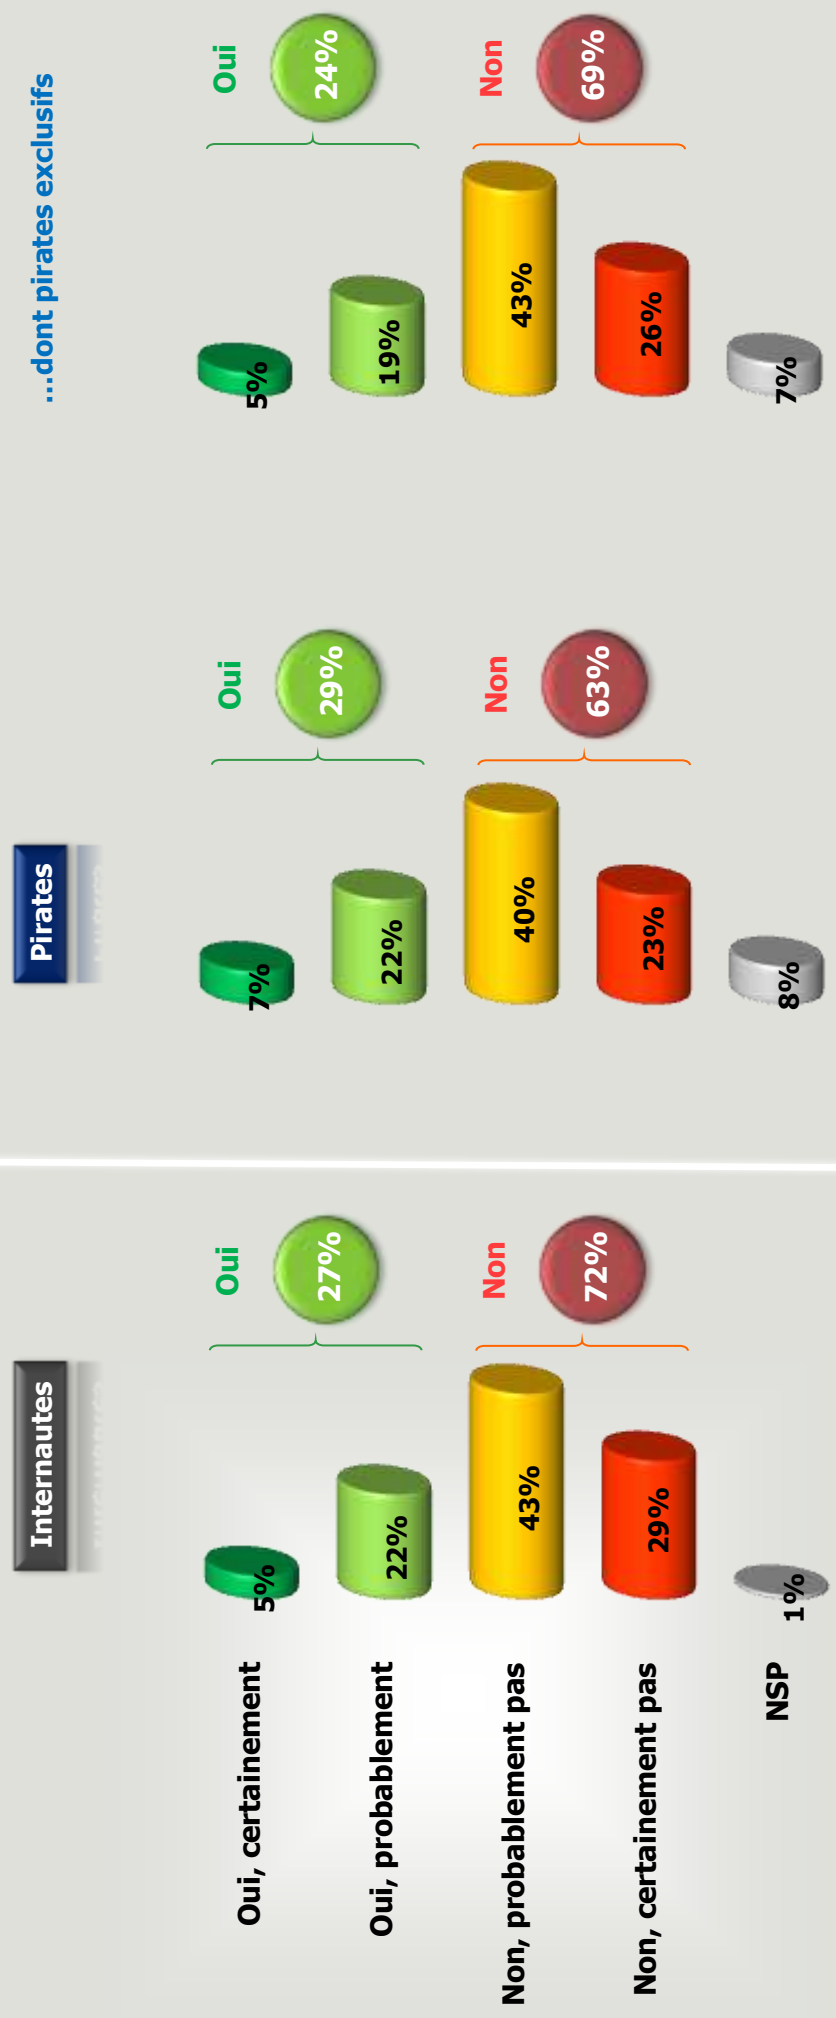 Internautes
Pirates
...dont pirates exclusifs
Oui, certainement
5%
7%
5%
Oui, probablement
22%
22%
19%
Non, probablement pas
43%
40%
43%
Non, certainement pas
29%
23%
26%
NSP
1%
8%
7%
Oui
27%
Non
72%
Oui
29%
Non
63%
Oui
24%
Non
69%